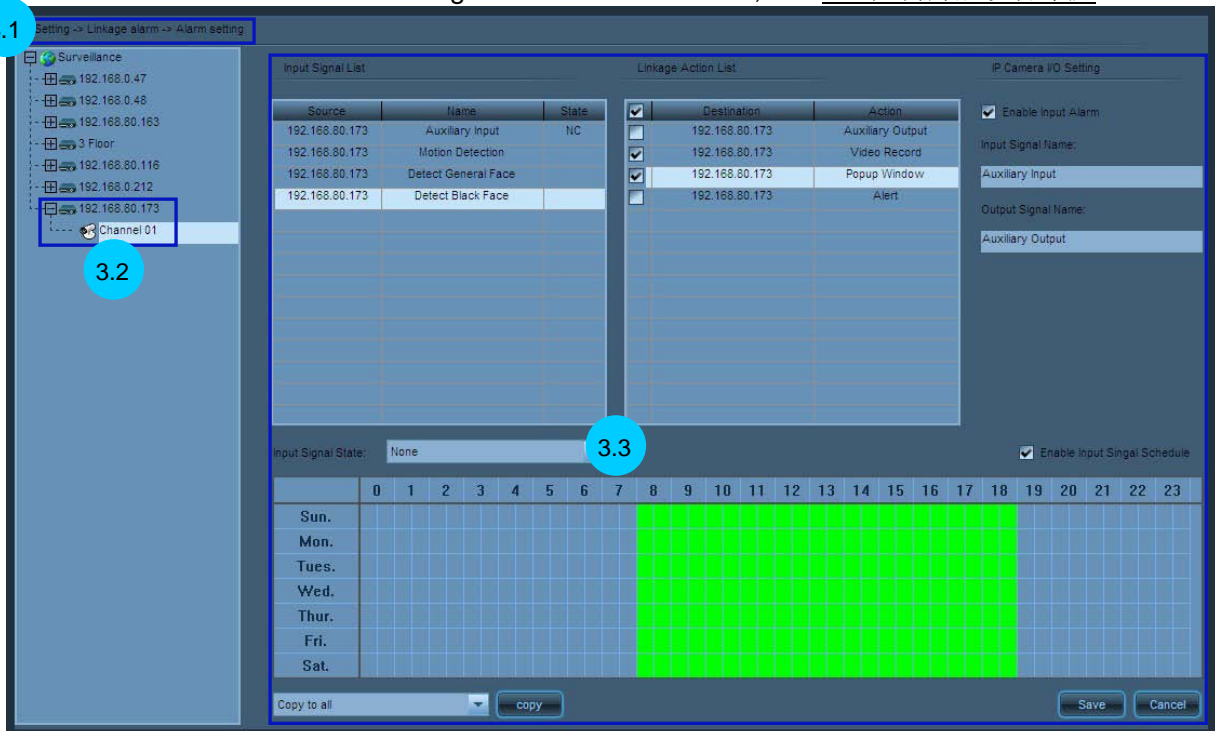 .1
Setting -> Linkage alarm -> Alarm setting
Surveillance
192.168.0.47
192.168.0.48
192.168.80.163
3 Floor
192.168.80.116
192.168.0.212
192.168.80.173
Channel 01
3.2
Input Signal List
Source Name State
192.168.80.173 Auxiliary Input NC
192.168.80.173 Motion Detection
192.168.80.173 Detect General Face
192.168.80.173 Detect Black Face
Linkage Action List
Destination Action
192.168.80.173 Auxiliary Output
192.168.80.173 Video Record
192.168.80.173 Popup Window
192.168.80.173 Alert
IP Camera I/O Setting
Enable Input Alarm
Input Signal Name:
Auxiliary Input
Output Signal Name:
Auxiliary Output
Input Signal State: None
3.3
Enable Input Singal Schedule
0 1 2 3 4 5 6 7 8 9 10 11 12 13 14 15 16 17 18 19 20 21 22 23
Sun.
Mon.
Tues.
Wed.
Thur.
Fri.
Sat.
Copy to all copy
Save Cancel